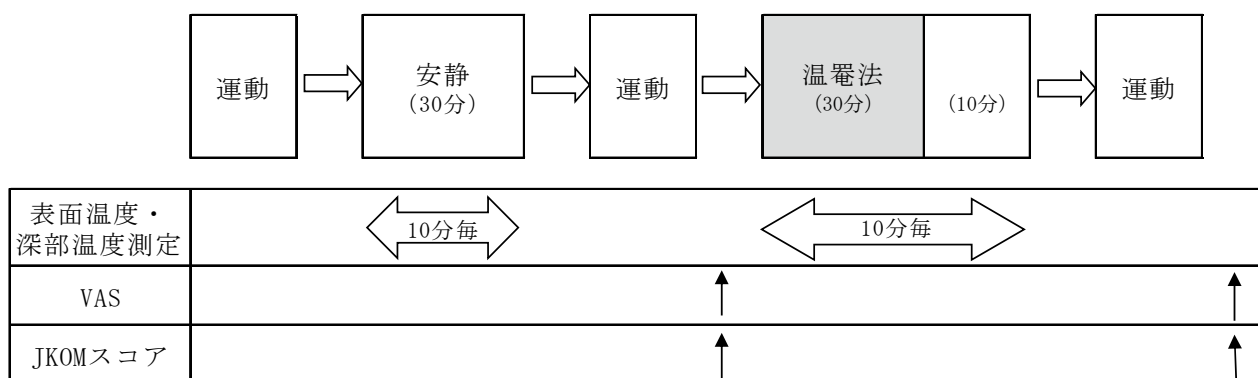 運動
安静
(30分)
運動
温罨法
(30分)
(10分)
運動
表面温度・
深部温度測定
10分毎
10分毎
VAS
JKOMスコア